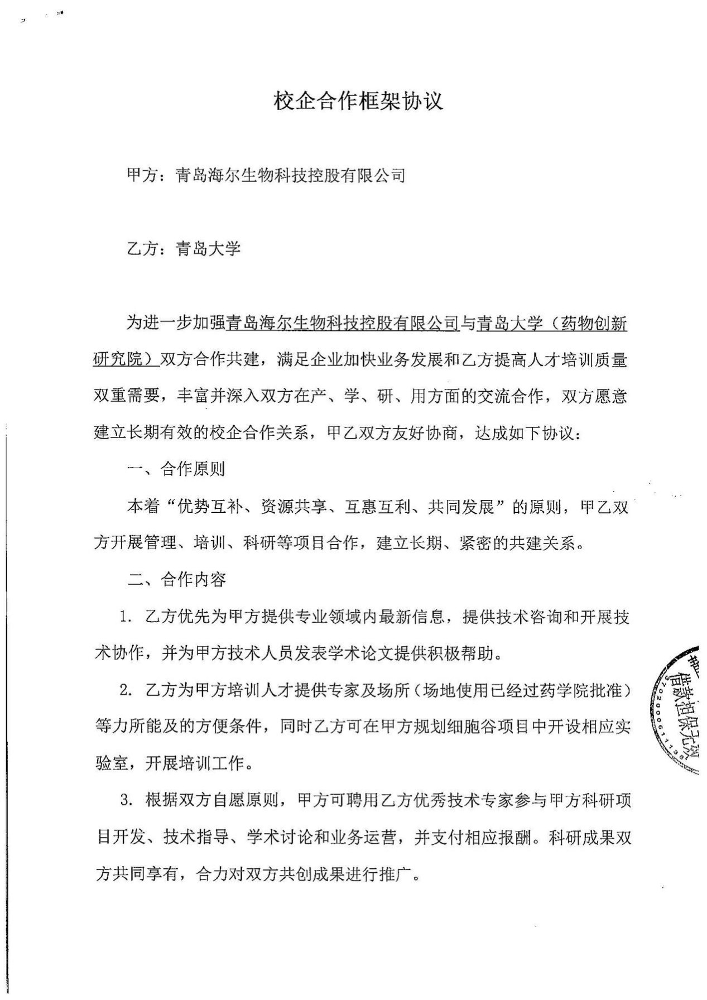 校企合作框架协议
甲方：青岛海尔生物科技控股有限公司
乙方：青岛大学
为进一步加强青岛海尔生物科技控股有限公司与青岛大学（药物创新
研究院）双方合作共建，满足企业加快业务发展和乙方提高人才培训质量
双重需要，丰富并深入双方在产、学、研、用方面的交流合作，双方愿意
建立长期有效的校企合作关系，甲乙双方友好协商，达成如下协议：
一、合作原则
本着“优势互补、资源共享、互惠互利、共同发展”的原则，甲乙双
方开展管理、培训、科研等项目合作，建立长期、紧密的共建关系。
二、合作内容
1. 乙方优先为甲方提供专业领域内最新信息，提供技术咨询和开展技
术协作，并为甲方技术人员发表学术论文提供积极帮助。
2. 乙方为甲方培训人才提供专家及场所（场地使用已经过药学院批准）
等力所能及的方便条件，同时乙方可在甲方规划细胞谷项目中开设相应实
验室，开展培训工作。
3. 根据双方自愿原则，甲方可聘用乙方优秀技术专家参与甲方科研项
目开发、技术指导、学术讨论和业务运营，并支付相应报酬。科研成果双
方共同享有，合力对双方共创成果进行推广。
借款担保无效